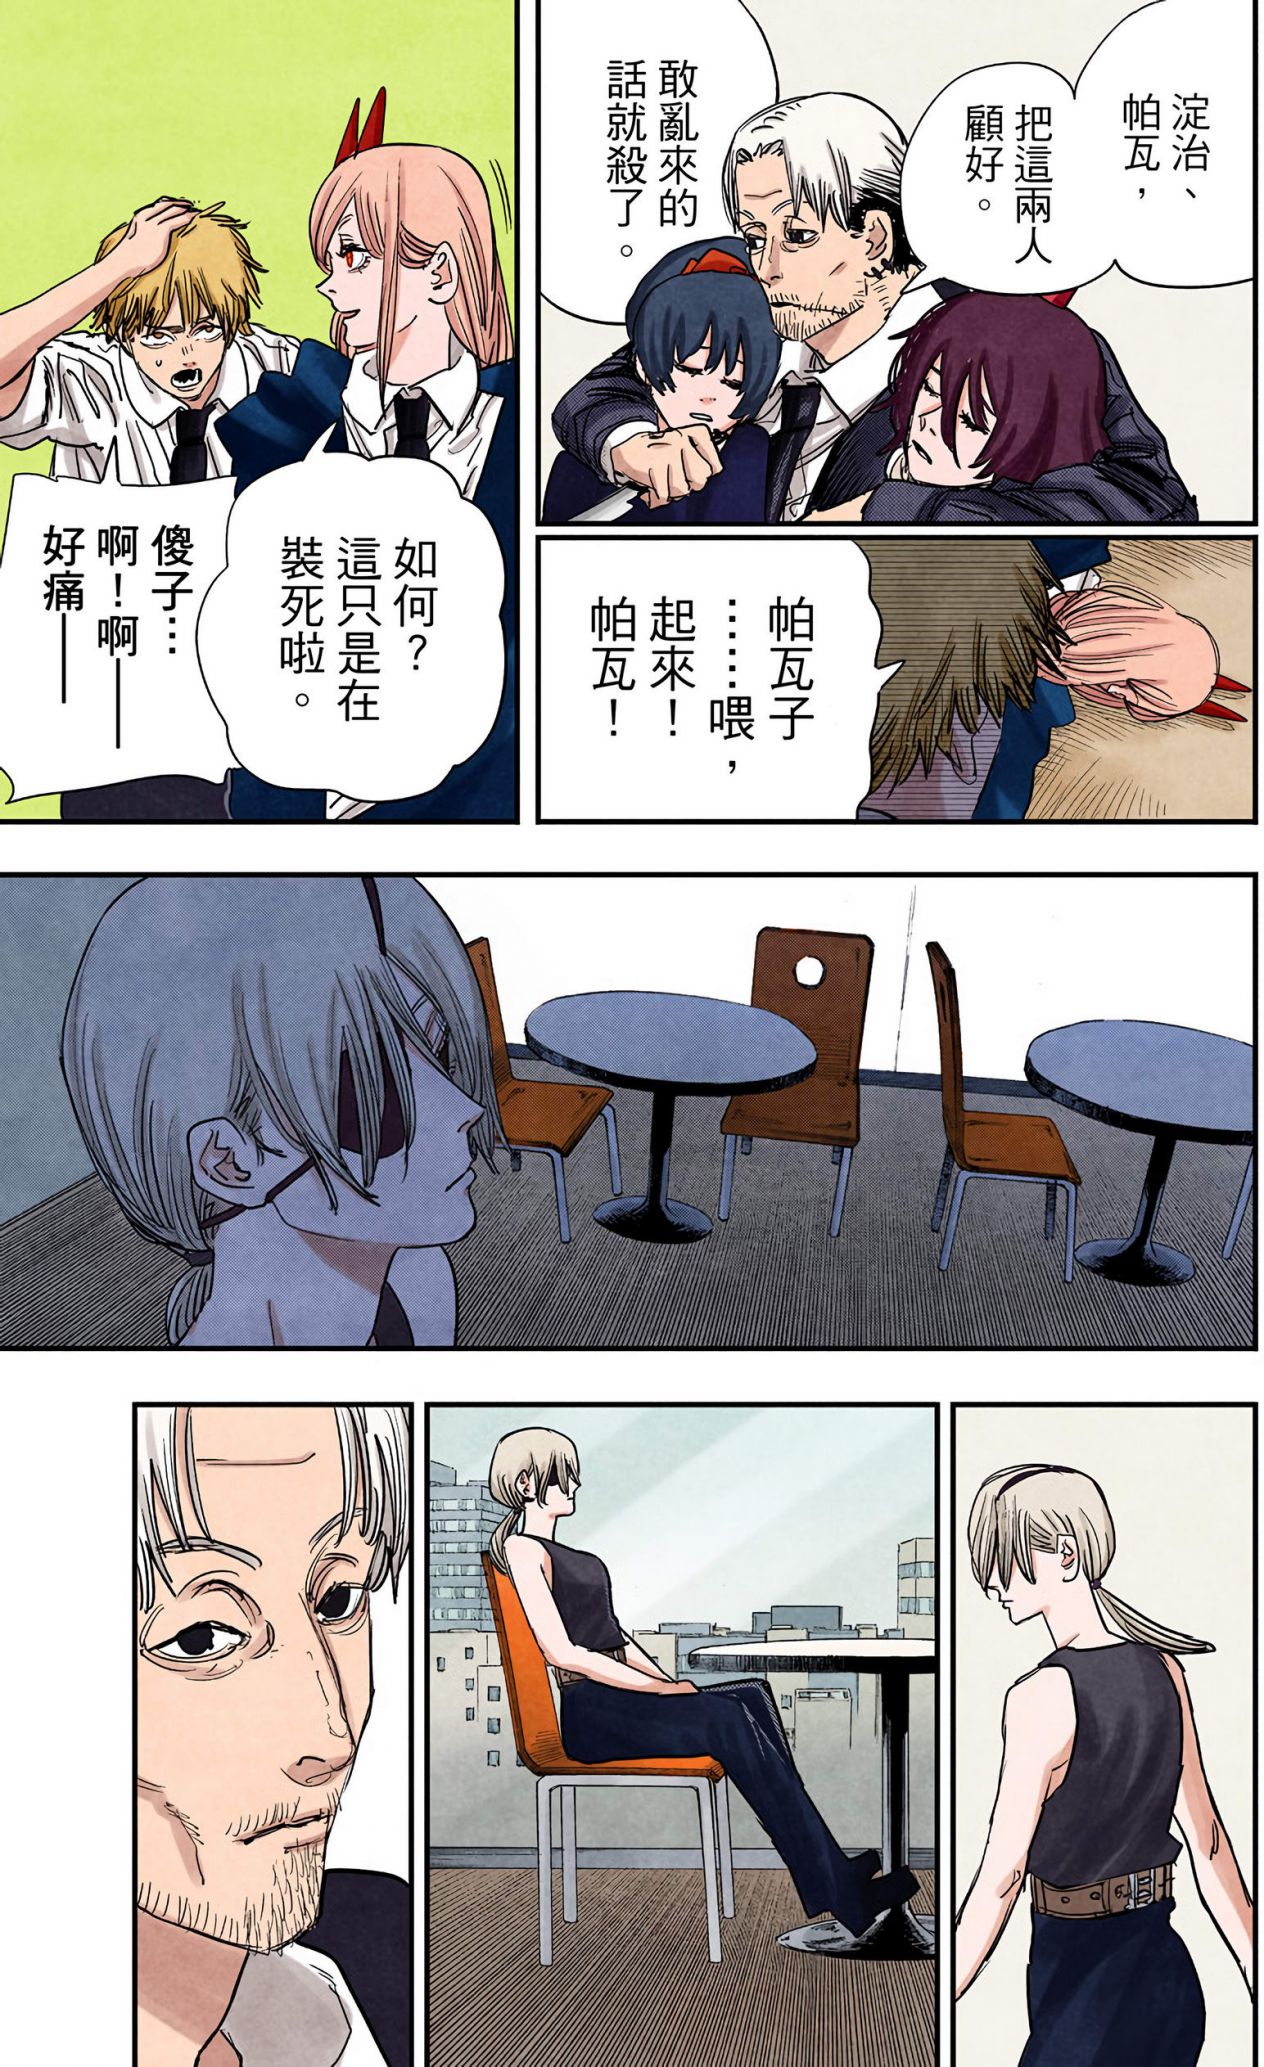 淀治、
帕瓦，
把這兩人
顧好。
敢亂來的
話就殺了。
帕瓦子
……喂，
起來！
帕瓦！
如何？
這只是在
裝死啦。
傻子…
啊！啊——
好痛——